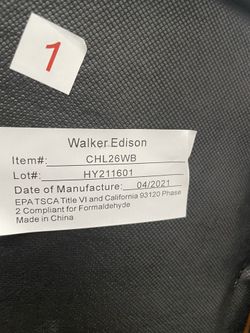 1
Walker Edison
Item#: CHL26WB
Lot#: HY211601
Date of Manufacture: 04/2021
EPA TSCA Title VI and California 93120 Phase
2 Compliant for Formaldehyde
Made in China